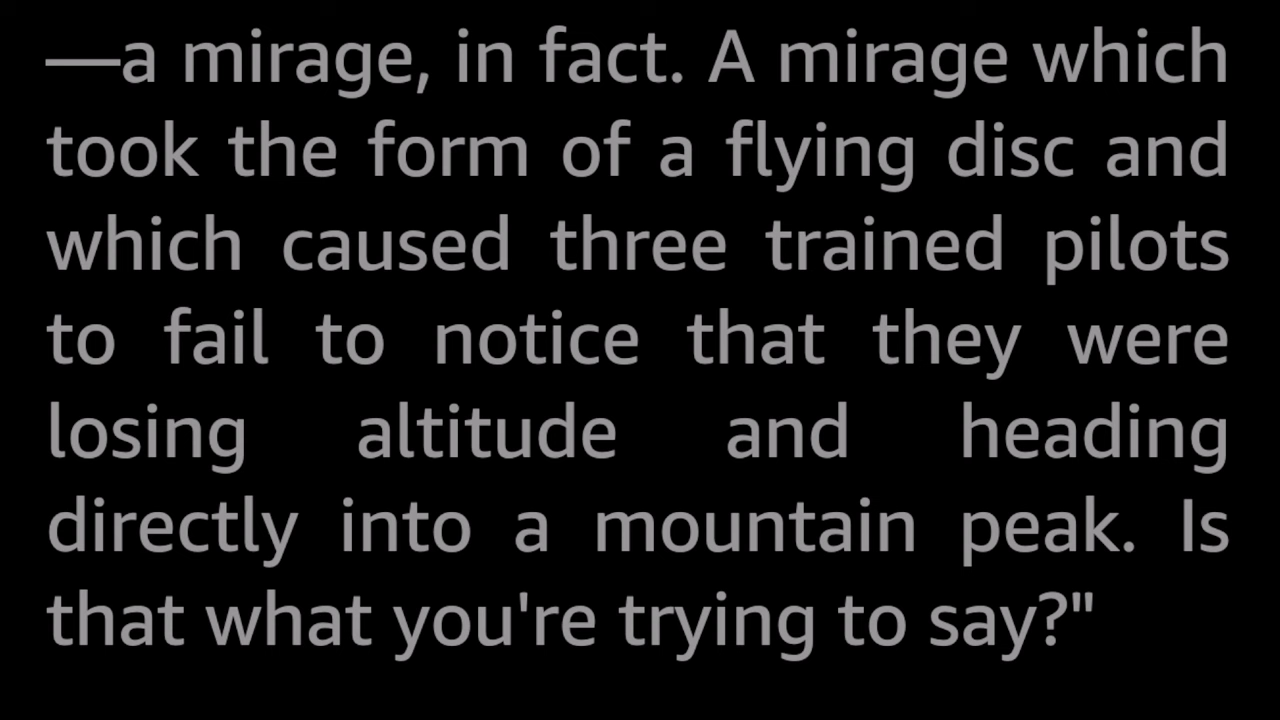 —a mirage, in fact. A mirage which
took the form of a flying disc and
which caused three trained pilots
to fail to notice that they were
losing altitude and heading
directly into a mountain peak. Is
that what you're trying to say?"